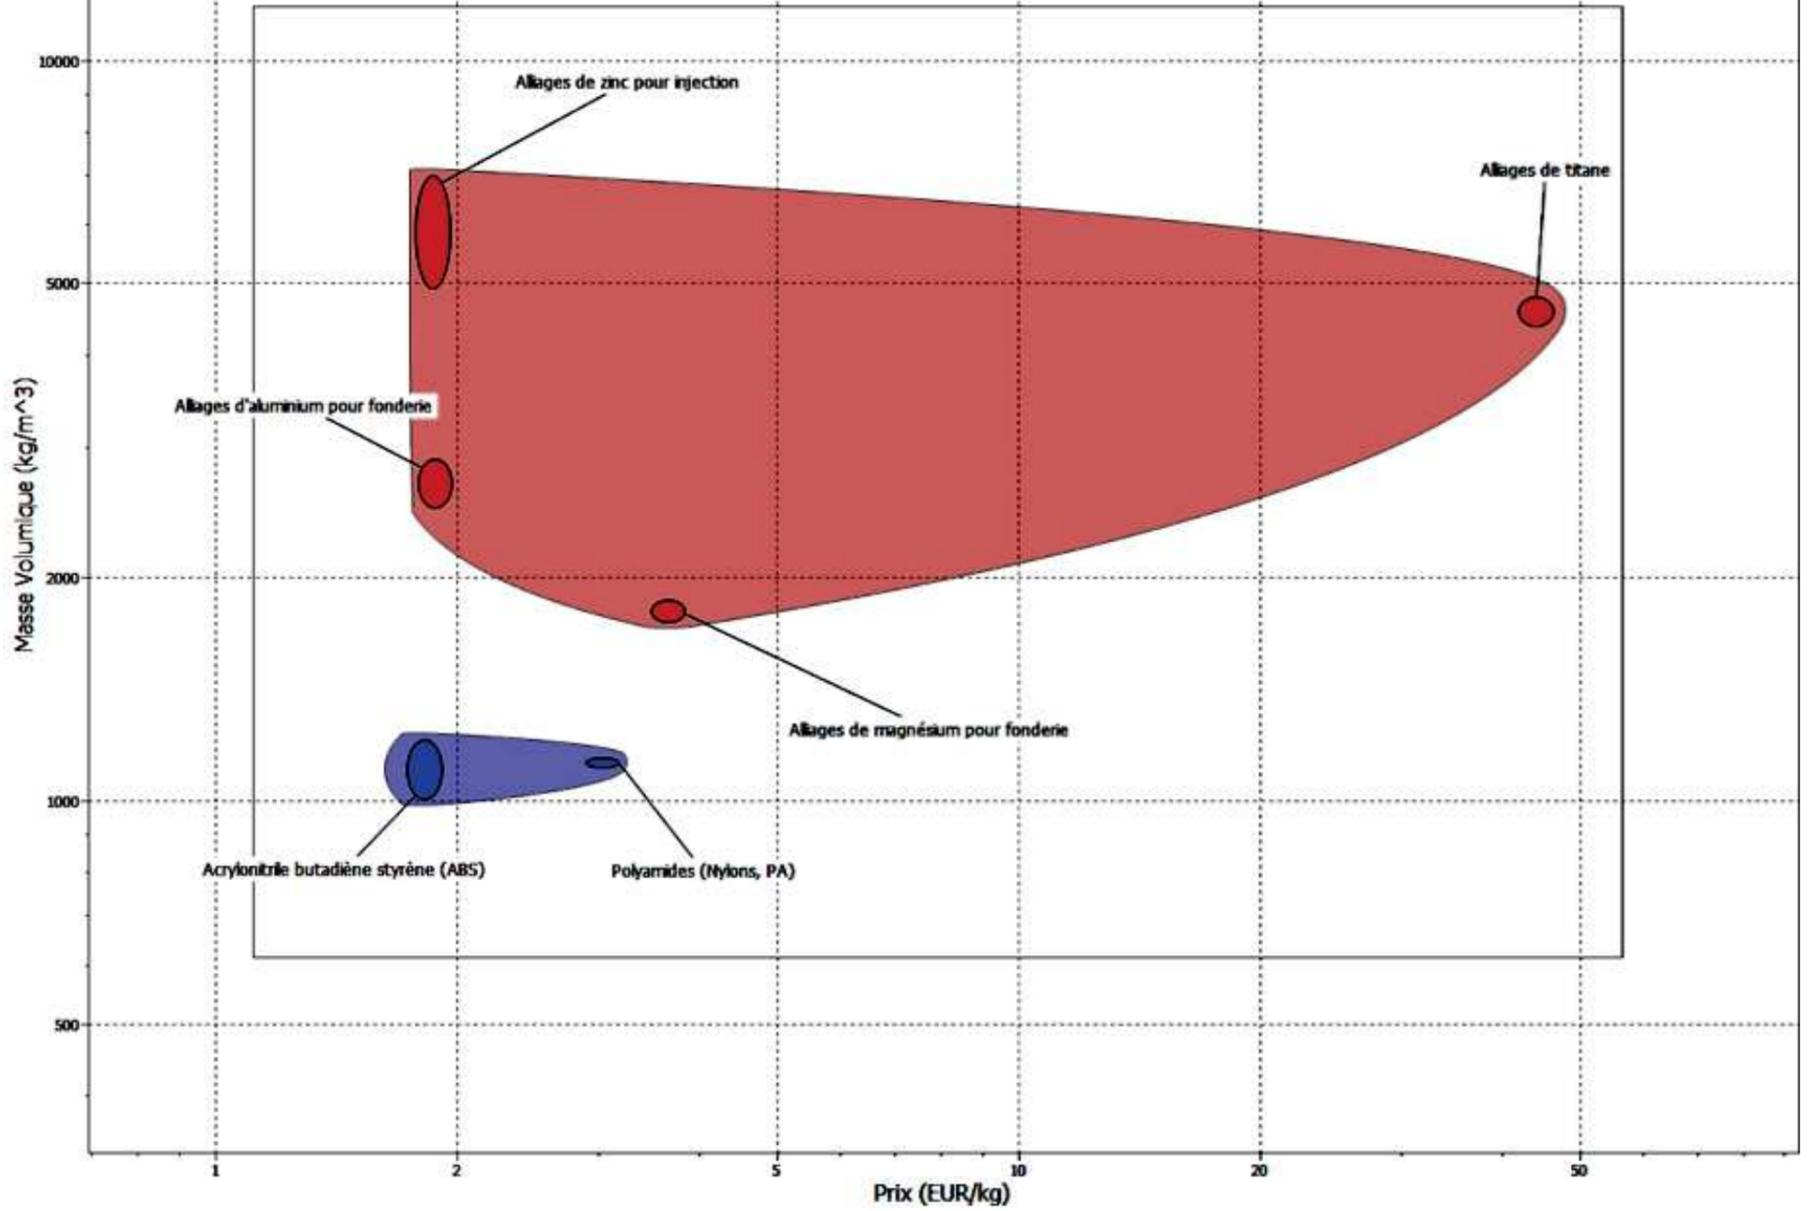 10000
Alliages de zinc pour injection
Alliages de titane
5000
Alliages d'aluminium pour fonderie
Masse Volumique (kg/m^3)
2000
Alliages de magnésium pour fonderie
1000
Acrylonitrile butadiène styrène (ABS)
Polyamides (Nylons, PA)
500
1 2 5 10 20 50
Prix (EUR/kg)